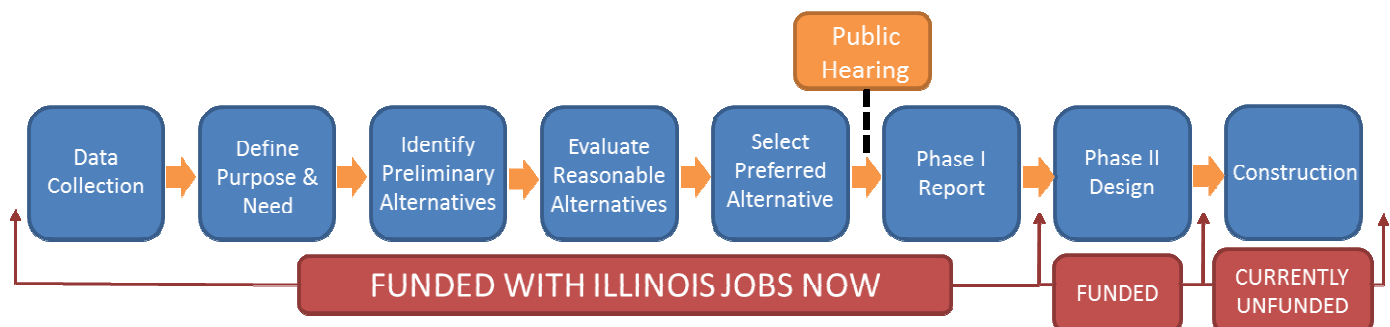 Public
Hearing
Data
Collection
Define
Purpose &
Need
Identify
Preliminary
Alternatives
Evaluate
Reasonable
Alternatives
Select
Preferred
Alternative
Phase I
Report
Phase II
Design
Construction
FUNDED WITH ILLINOIS JOBS NOW
FUNDED
CURRENTLY
UNFUNDED